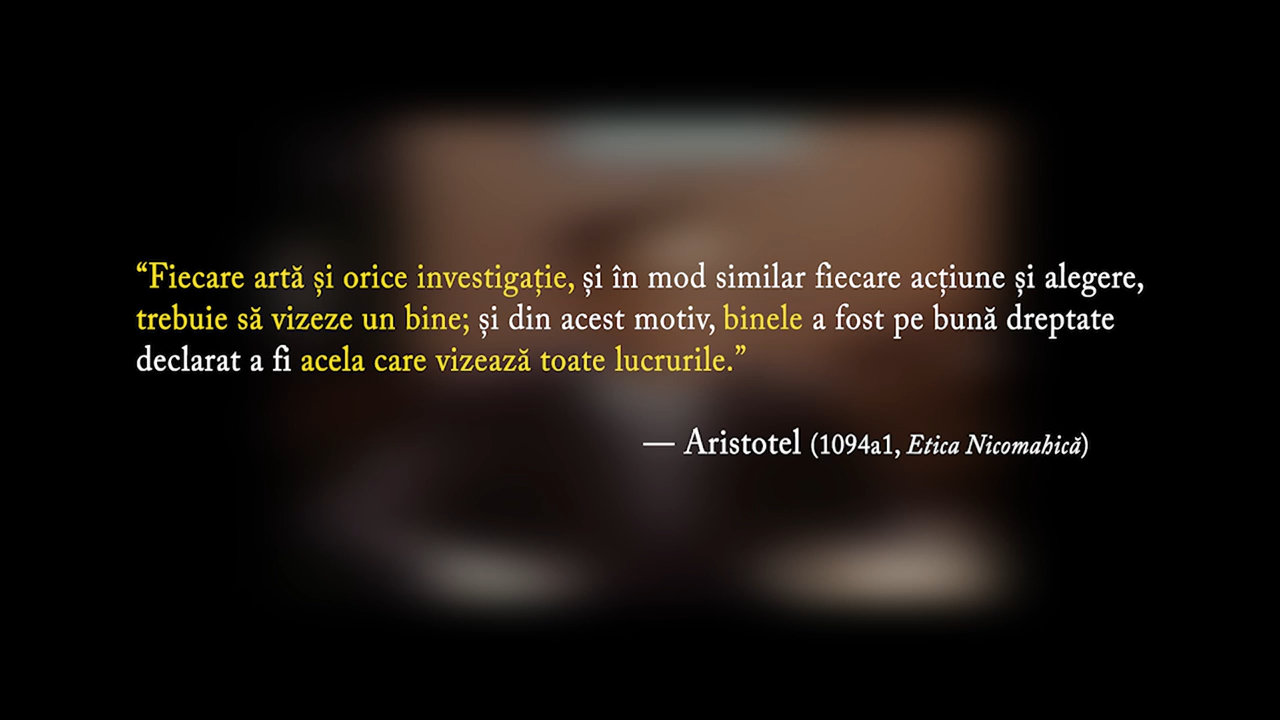 “Fiecare artă și orice investigație, și în mod similar fiecare acțiune și alegere,
trebuie să vizeze un bine; și din acest motiv, binele a fost pe bună dreptate
declarat a fi acela care vizează toate lucrurile.”
— Aristotel (1094a1, Etica Nicomahică)